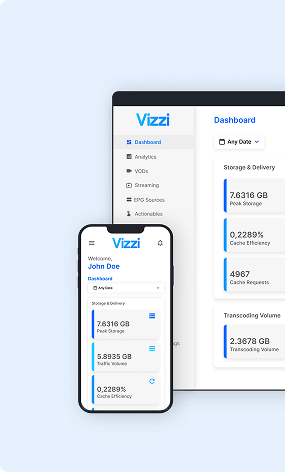 Vizzi
Dashboard
Analytics
VODs
Streaming
EPG Sources
Actionables
Dashboard
Any Date
Storage & Delivery
7.6316 GB
Peak Storage
0,2289%
Cache Efficiency
4967
Cache Requests
Transcoding Volume
2.3678 GB
Transcoding Volume
Vizzi
Welcome,
John Doe
Dashboard
Any Date
Storage & Delivery
7.6316 GB
Peak Storage
5.8935 GB
Traffic Volume
0,2289%
Cache Efficiency